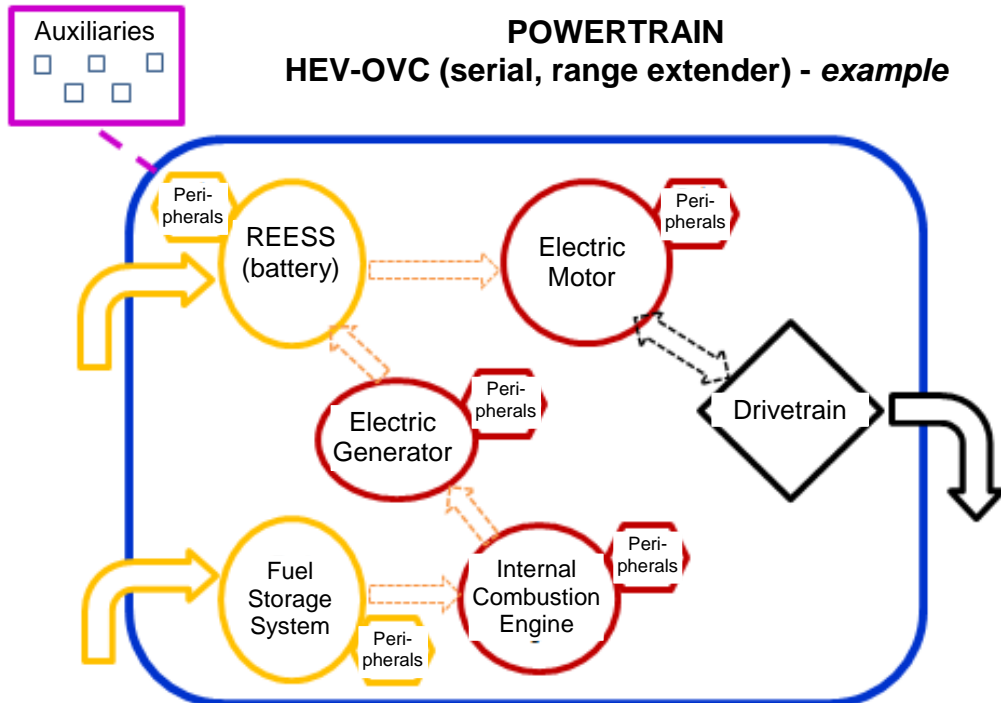 Auxiliaries
POWERTRAIN
HEV-OVC (serial, range extender) - example
Peri-
pherals
REESS
(battery)
Electric
Motor
Peri-
pherals
Electric
Generator
Peri-
pherals
Drivetrain
Fuel
Storage
System
Peri-
pherals
Internal
Combustion
Engine
Peri-
pherals